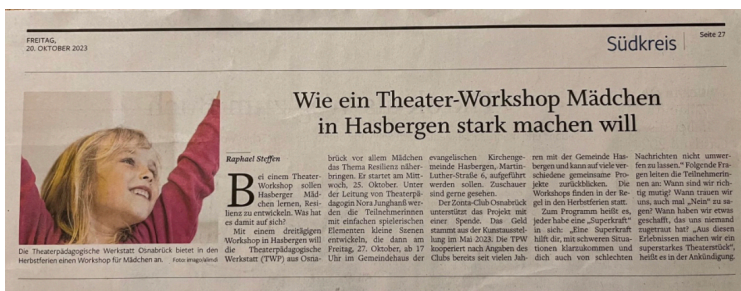 FREITAG,
20. OKTOBER 2023
Südkreis
Seite 27
Wie ein Theater-Workshop Mädchen
in Hasbergen stark machen will
Die Theaterpädagogische Werkstatt Osnabrück bietet in den
Herbstferien einen Workshop für Mädchen an. Foto: imago/almdi
Raphael Steffen
Bei einem Theater-
Workshop sollen
Hasberger Mäd-
chen lernen, Resi-
lienz zu entwickeln. Was hat
es damit auf sich?
Mit einem dreitägigen
Workshop in Hasbergen will
die Theaterpädagogische
Werkstatt (TWP) aus Osna-
brück vor allem Mädchen
das Thema Resilienz näher-
bringen. Er startet am Mitt-
woch, 25. Oktober. Unter
der Leitung von Theaterpä-
dagogin Nora Junghanß wer-
den die Teilnehmerinnen
mit einfachen spielerischen
Elementen kleine Szenen
entwickeln, die dann am
Freitag, 27. Oktober, ab 17
Uhr im Gemeindehaus der
evangelischen Kirchenge-
meinde Hasbergen, Martin-
Luther-Straße 6, aufgeführt
werden sollen. Zuschauer
sind gerne gesehen.
Der Zonta-Club Osnabrück
unterstützt das Projekt mit
einer Spende. Das Geld
stammt aus der Kunstausstel-
lung im Mai 2023. Die TPW
kooperiert nach Angaben des
Clubs bereits seit vielen Jah-
ren mit der Gemeinde Has-
bergen und kann auf viele ver-
schiedene gemeinsame Pro-
jekte zurückblicken. Die
Workshops finden in der Re-
gel in den Herbstferien statt.
Zum Programm heißt es,
jeder habe eine „Superkraft“
in sich: „Eine Superkraft
hilft dir, mit schweren Situa-
tionen klarzukommen und
dich auch von schlechten
Nachrichten nicht umwer-
fen zu lassen.“ Folgende Fra-
gen leiten die Teilnehmerin-
nen an: Wann sind wir rich-
tig mutig? Wann trauen wir
uns, auch mal „Nein“ zu sa-
gen? Wann haben wir etwas
geschafft, das uns niemand
zugetraut hat? „Aus diesen
Erlebnissen machen wir ein
superstarkes Theaterstück“,
heißt es in der Ankündigung.